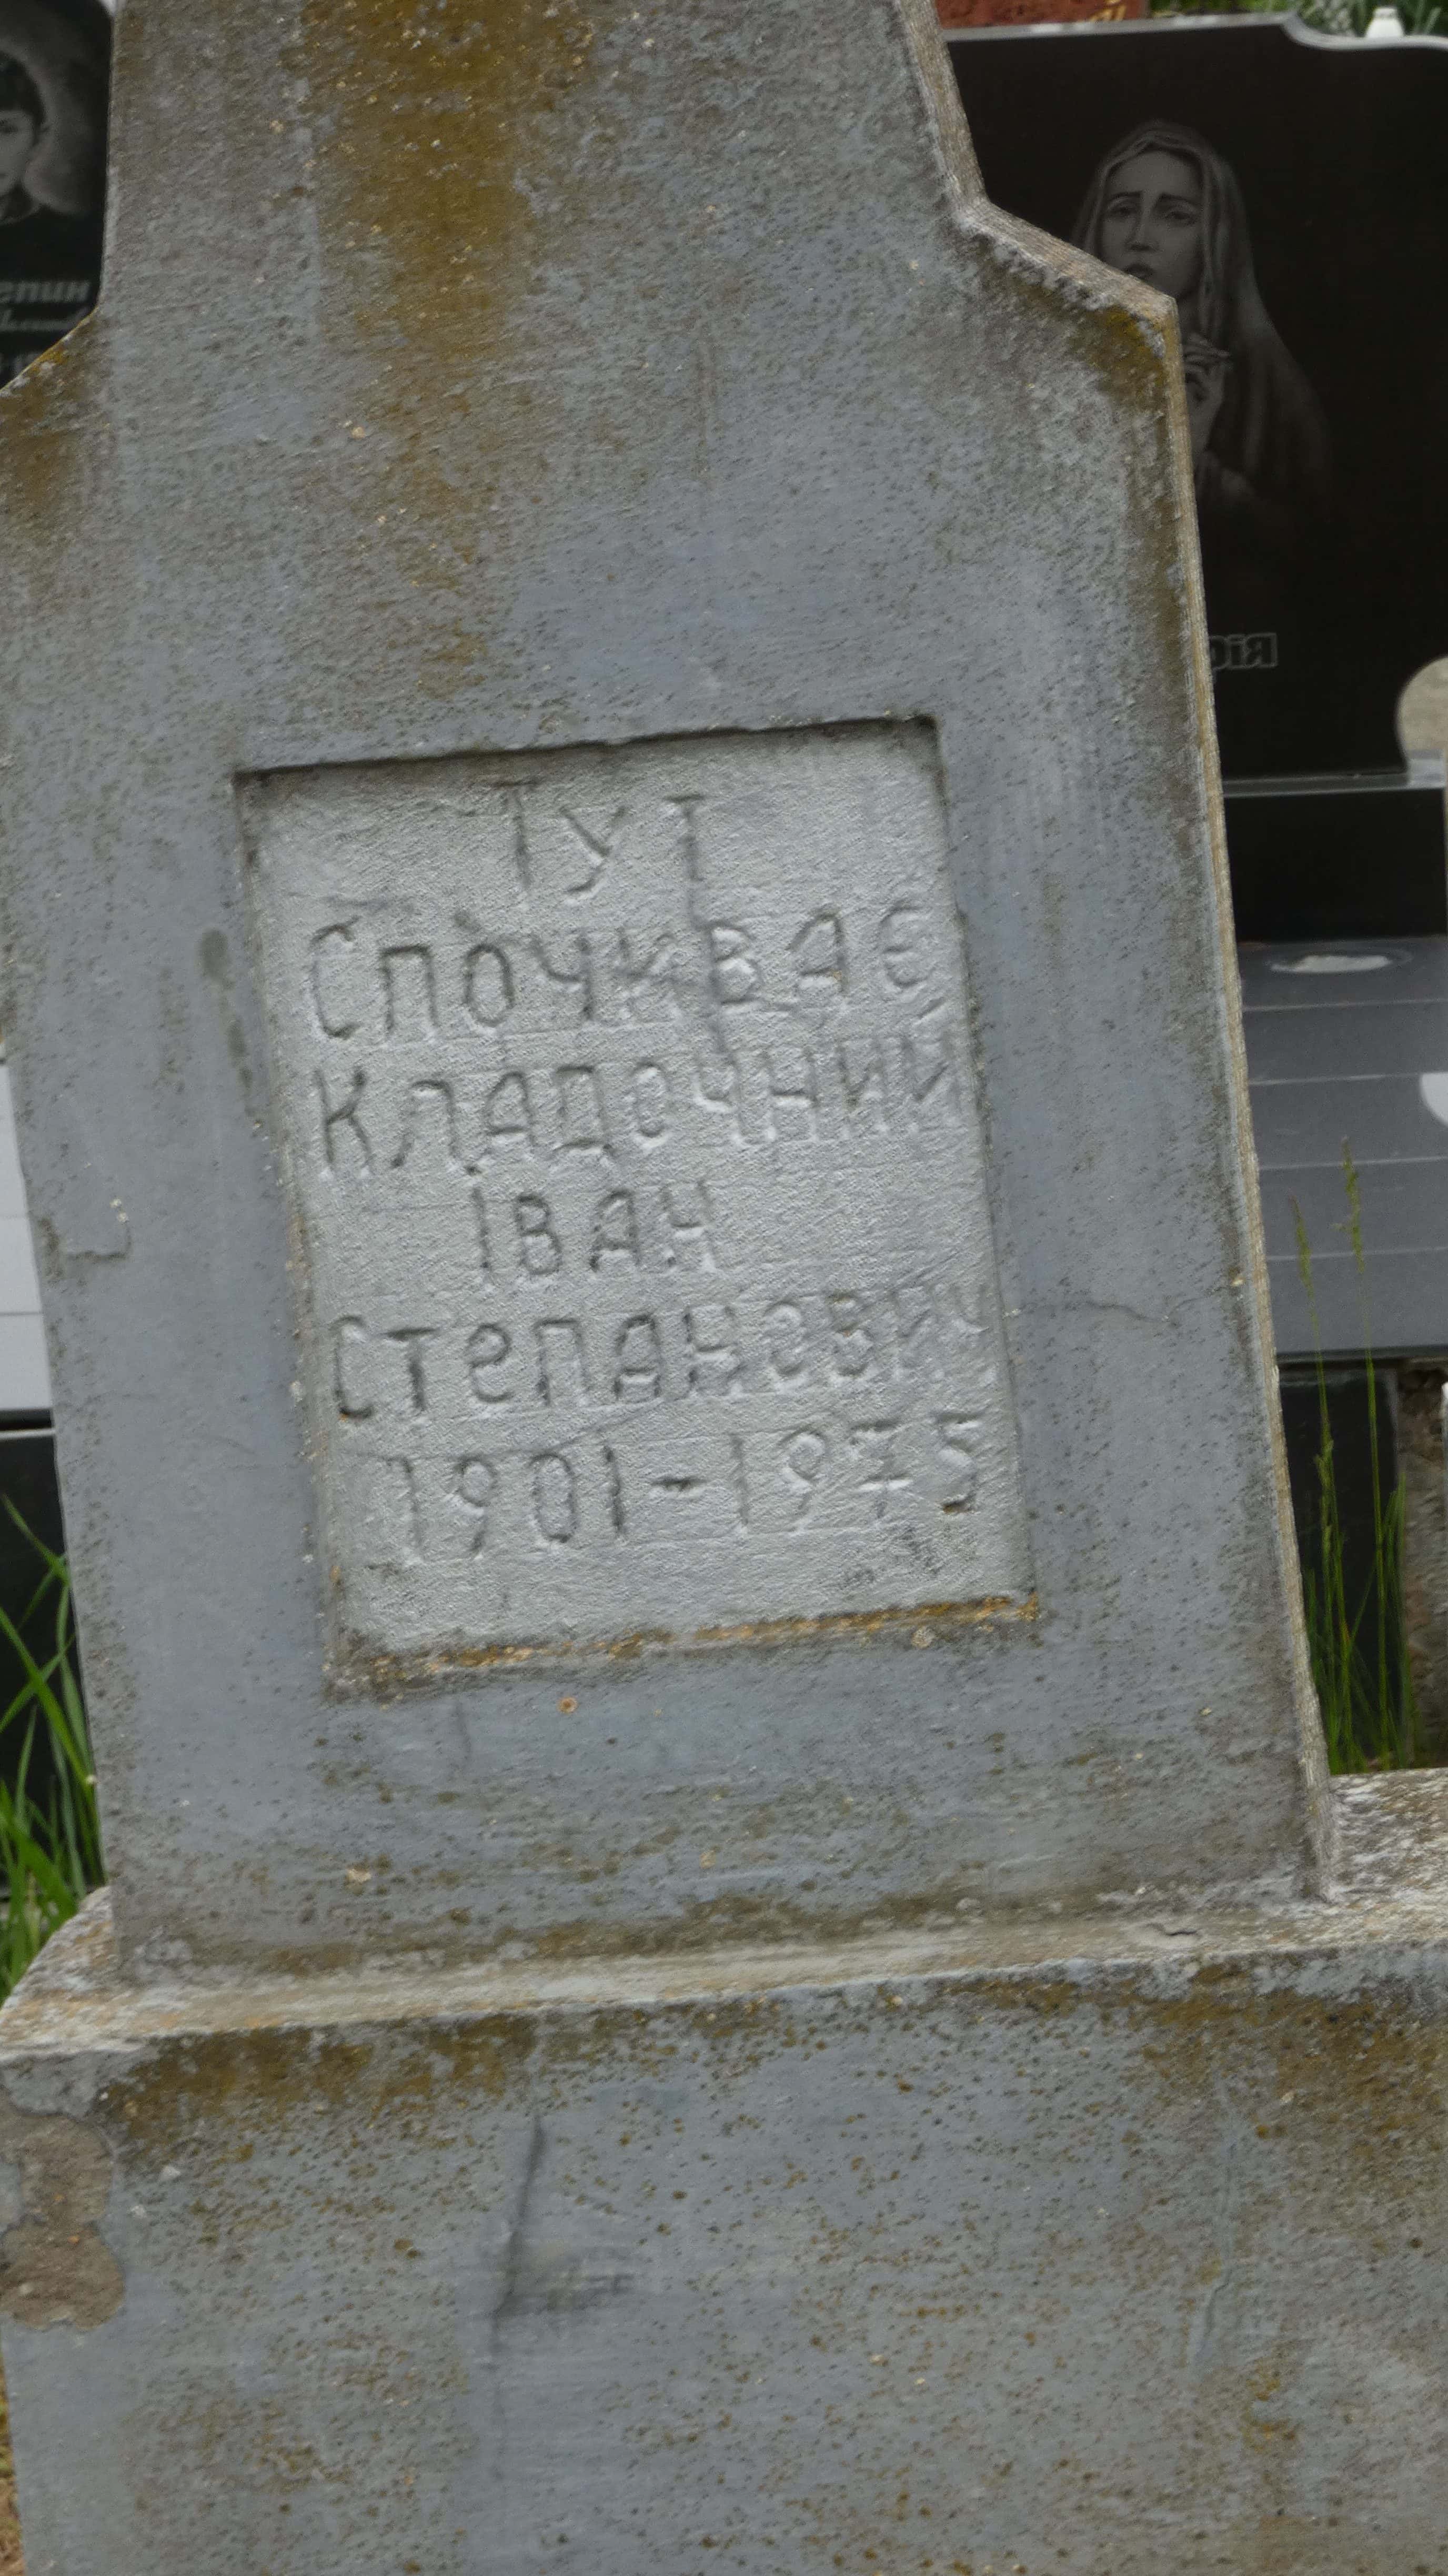 Тут
Спочиває
Кладочний
Іван
Степанович
1901-1975